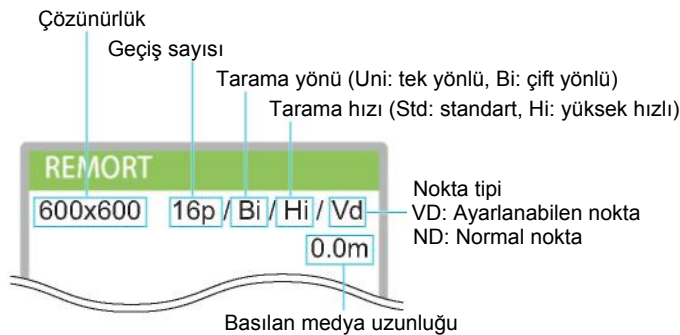 Çözünürlük
Geçiş sayısı
Tarama yönü (Uni: tek yönlü, Bi: çift yönlü)
Tarama hızı (Std: standart, Hi: yüksek hızlı)
REMORT
600x600 16p / Bi / Hi / Vd
0.0m
Nokta tipi
VD: Ayarlanabilen nokta
ND: Normal nokta
Basılan medya uzunluğu